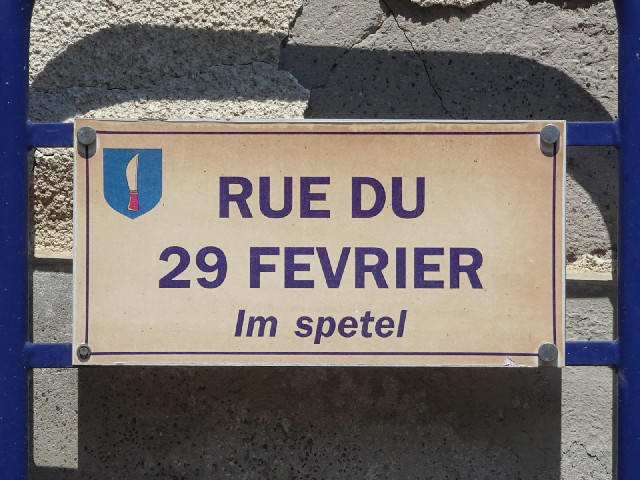 RUE DU
29 FEVRIER
Im spetel